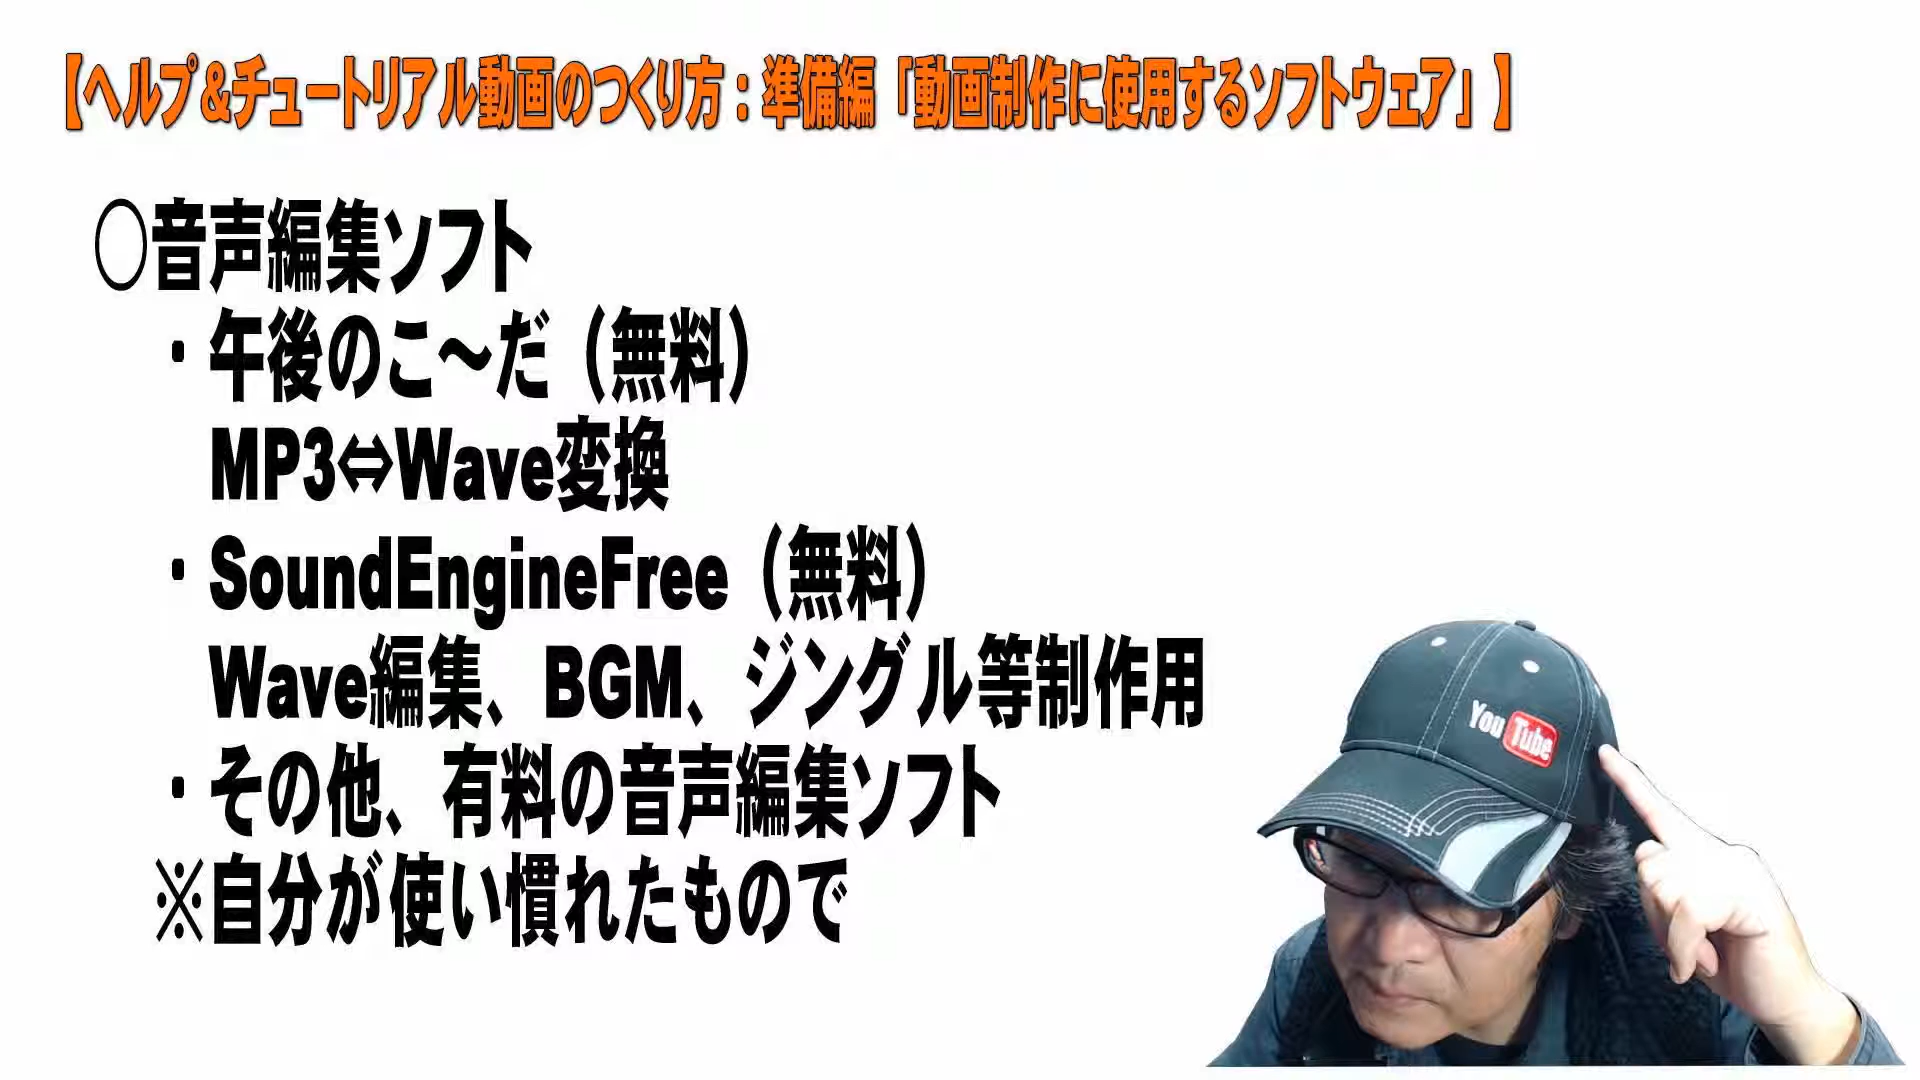 【ヘルプ＆チュートリアル動画のつくり方：準備編「動画制作に使用するソフトウェア」】
○音声編集ソフト
・午後のこ～だ（無料）
MP3⇔Wave変換
・SoundEngineFree（無料）
Wave編集、BGM、ジングル等制作用
・その他、有料の音声編集ソフト
※自分が使い慣れたもので
YouTube